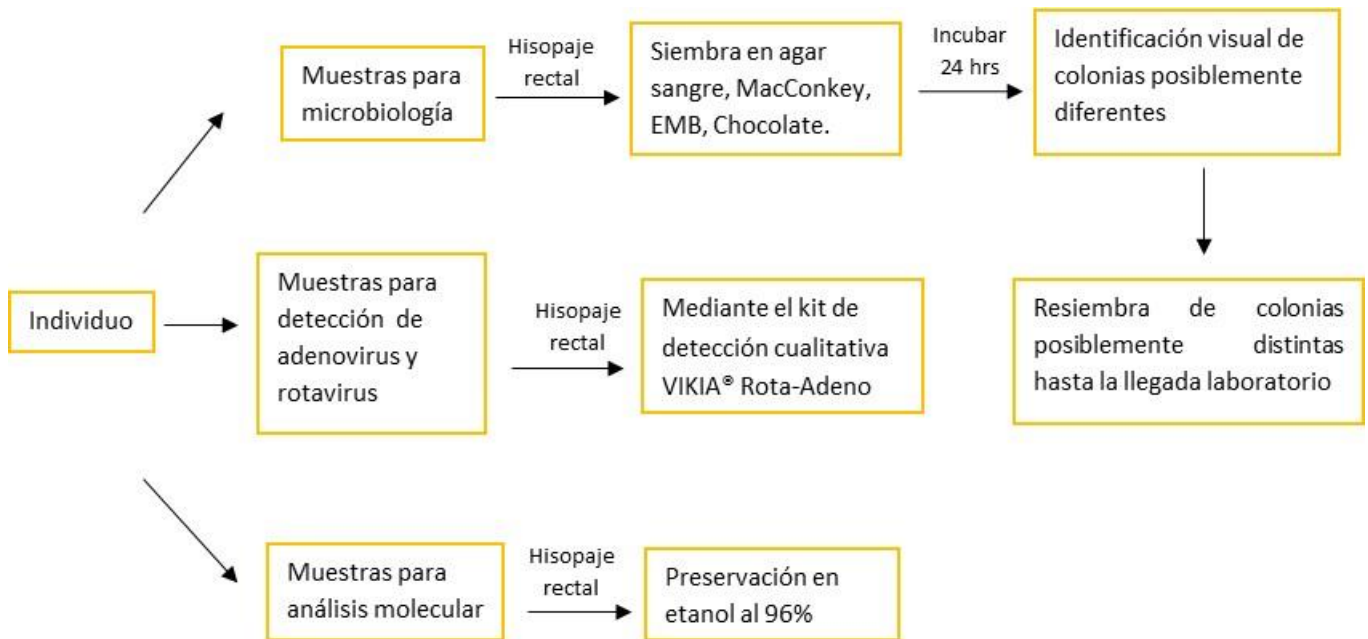 Muestras para
microbiología
Hisopaje
rectal
Siembra en agar
sangre, MacConkey,
EMB, Chocolate.
Incubar
24 hrs
Identificación visual de
colonias posiblemente
diferentes
Individuo
Muestras para
detección de
adenovirus y
rotavirus
Hisopaje
rectal
Mediante el kit de
detección cualitativa
VIKIA® Rota-Adeno
Resiembra de colonias
posiblemente distintas
hasta la llegada laboratorio
Muestras para
análisis molecular
Hisopaje
rectal
Preservación en
etanol al 96%